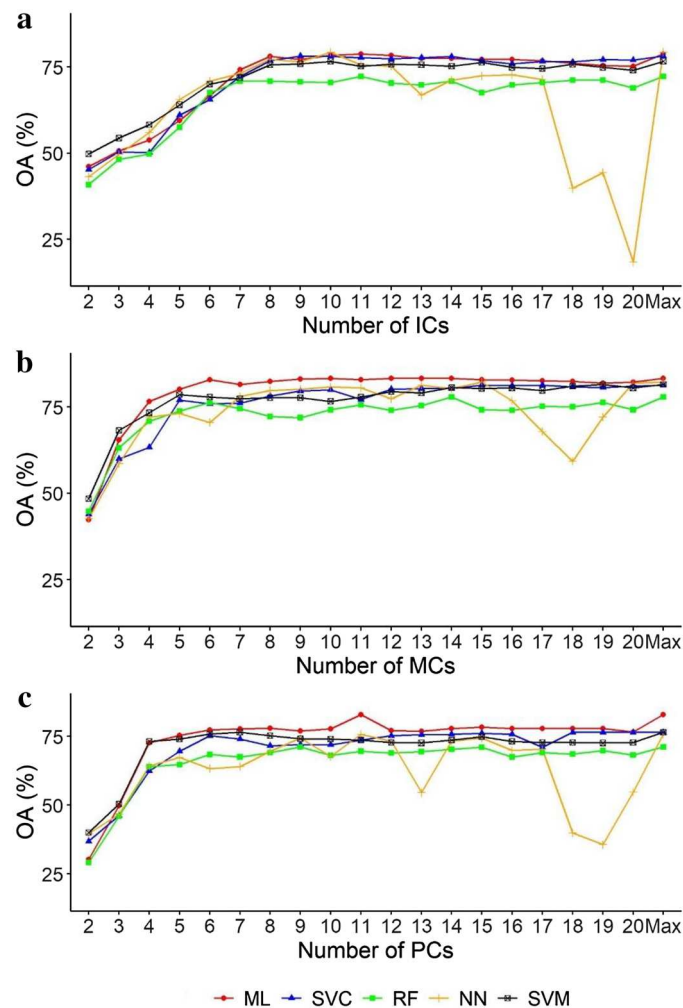 a
OA (%)
75
50
25
2 3 4 5 6 7 8 9 10 11 12 13 14 15 16 17 18 19 20 Max
Number of ICs
b
OA (%)
75
50
25
2 3 4 5 6 7 8 9 10 11 12 13 14 15 16 17 18 19 20 Max
Number of MCs
c
OA (%)
75
50
25
2 3 4 5 6 7 8 9 10 11 12 13 14 15 16 17 18 19 20 Max
Number of PCs
ML SVC RF NN SVM